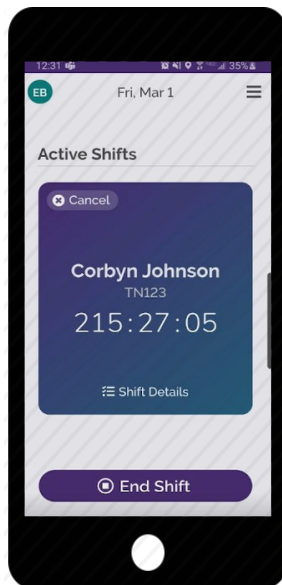 12:31 35%
EB Fri, Mar 1
Active Shifts
Cancel
Corbyn Johnson
TN123
215:27:05
Shift Details
End Shift